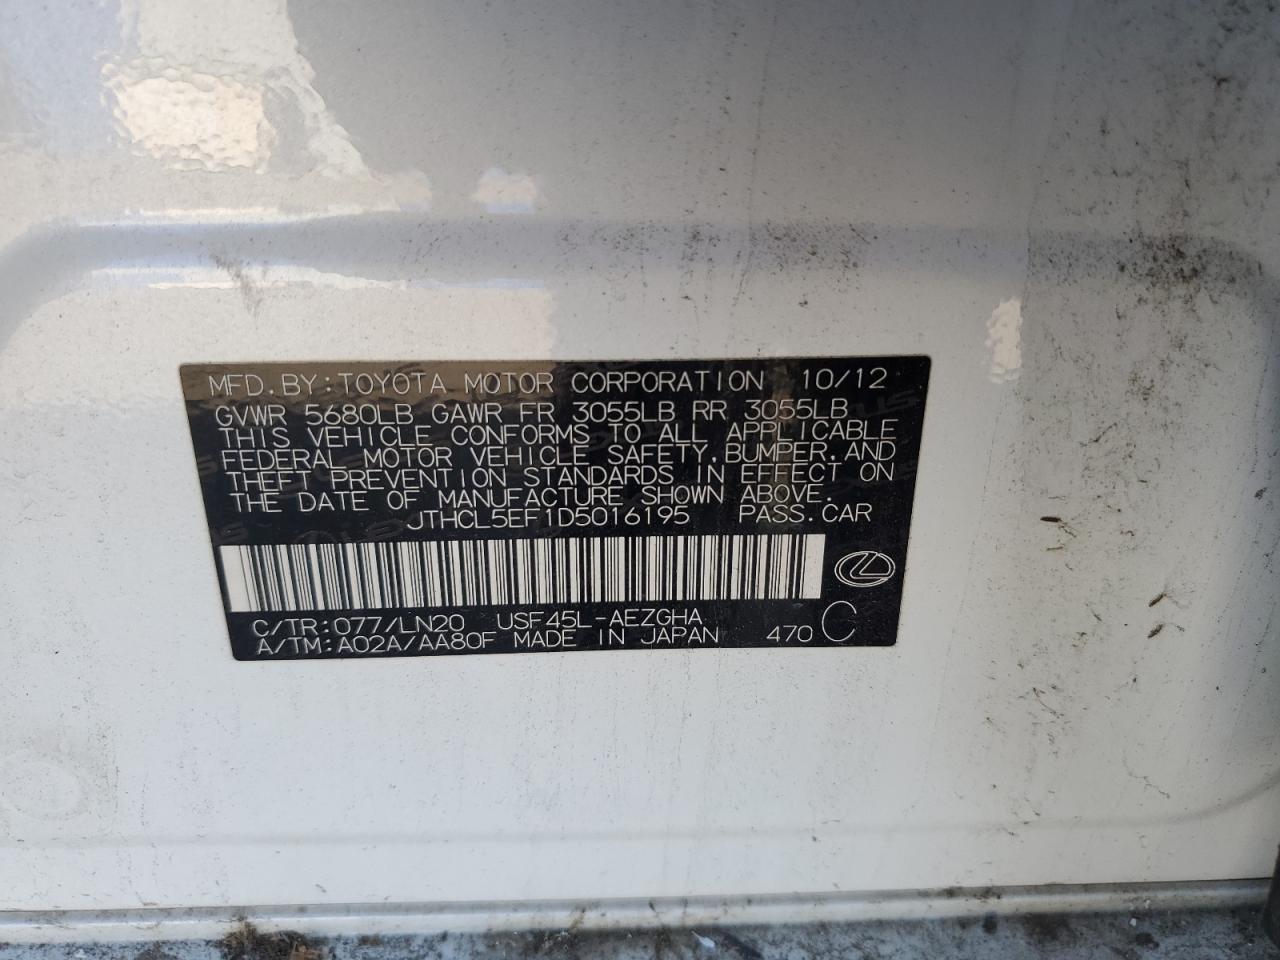 MFD.BY:TOYOTA MOTOR CORPORATION 10/12
GVWR 5680LB GAWR FR 3055LB RR 3055LB
THIS VEHICLE CONFORMS TO ALL APPLICABLE
FEDERAL MOTOR VEHICLE SAFETY,BUMPER,AND
THEFT PREVENTION STANDARDS IN EFFECT ON
THE DATE OF MANUFACTURE SHOWN ABOVE.
JTHCL5EF1D5016195 PASS.CAR
C/TR:077/LN20 USF45L-AEZGHA
A/TM:A02A/AA80F MADE IN JAPAN 470 C